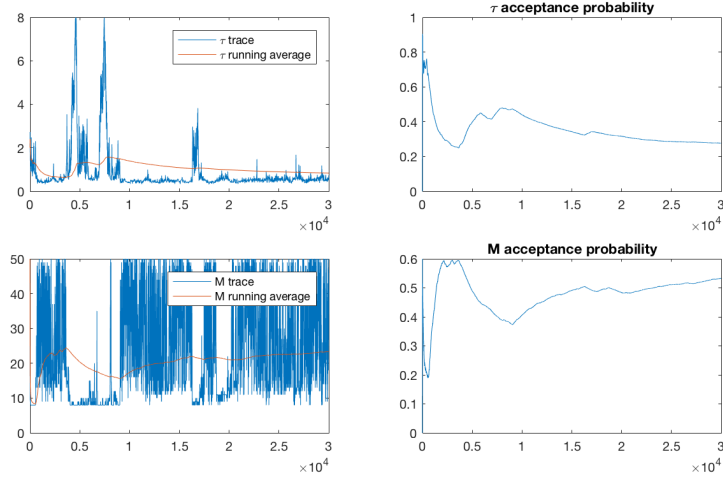 8
6
4
2
0
τ trace
τ running average
0 0.5 1 1.5 2 2.5 3
×10⁴
τ acceptance probability
1
0.8
0.6
0.4
0.2
0
0 0.5 1 1.5 2 2.5 3
×10⁴
50
40
30
20
10
0
M trace
M running average
0 0.5 1 1.5 2 2.5 3
×10⁴
M acceptance probability
0.6
0.5
0.4
0.3
0.2
0.1
0
0 0.5 1 1.5 2 2.5 3
×10⁴